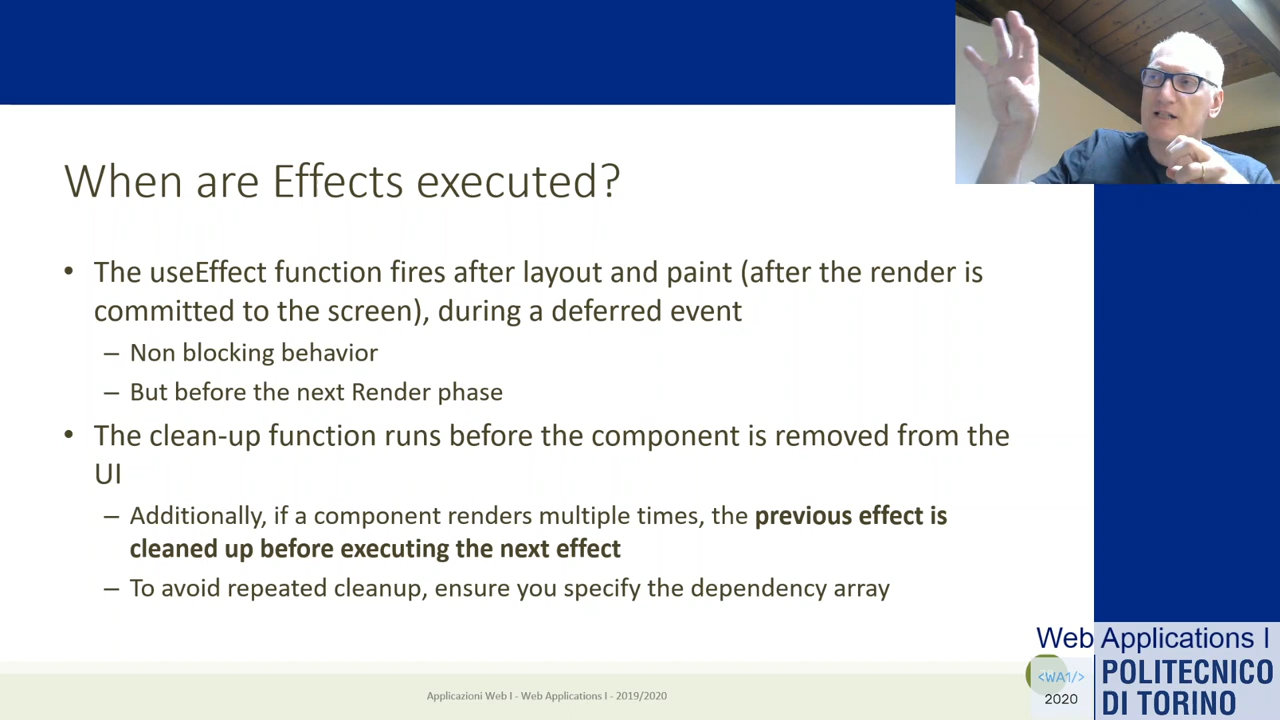 When are Effects executed?
• The useEffect function fires after layout and paint (after the render is
committed to the screen), during a deferred event
– Non blocking behavior
– But before the next Render phase
• The clean-up function runs before the component is removed from the
UI
– Additionally, if a component renders multiple times, the previous effect is
cleaned up before executing the next effect
– To avoid repeated cleanup, ensure you specify the dependency array
Applicazioni Web I - Web Applications I - 2019/2020
Web Applications I
<WA1/>
2020
POLITECNICO
DI TORINO